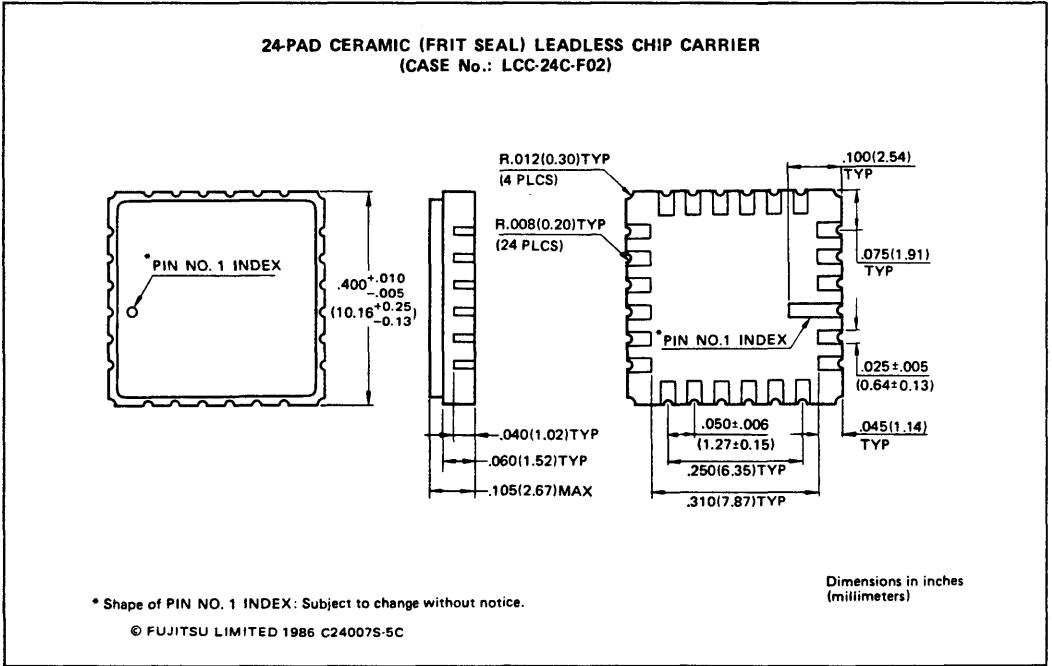 24-PAD CERAMIC (FRIT SEAL) LEADLESS CHIP CARRIER
(CASE No.: LCC-24C-F02)
*PIN NO. 1 INDEX
.400+.010
-.005
(10.16+0.25
-0.13)
.040(1.02)TYP
.060(1.52)TYP
.105(2.67)MAX
R.012(0.30)TYP
(4 PLCS)
R.008(0.20)TYP
(24 PLCS)
.100(2.54)
TYP
.075(1.91)
TYP
*PIN NO.1 INDEX
.025±.005
(0.64±0.13)
.050±.006
(1.27±0.15)
.045(1.14)
TYP
.250(6.35)TYP
.310(7.87)TYP
* Shape of PIN NO. 1 INDEX: Subject to change without notice.
© FUJITSU LIMITED 1986 C24007S-5C
Dimensions in inches
(millimeters)